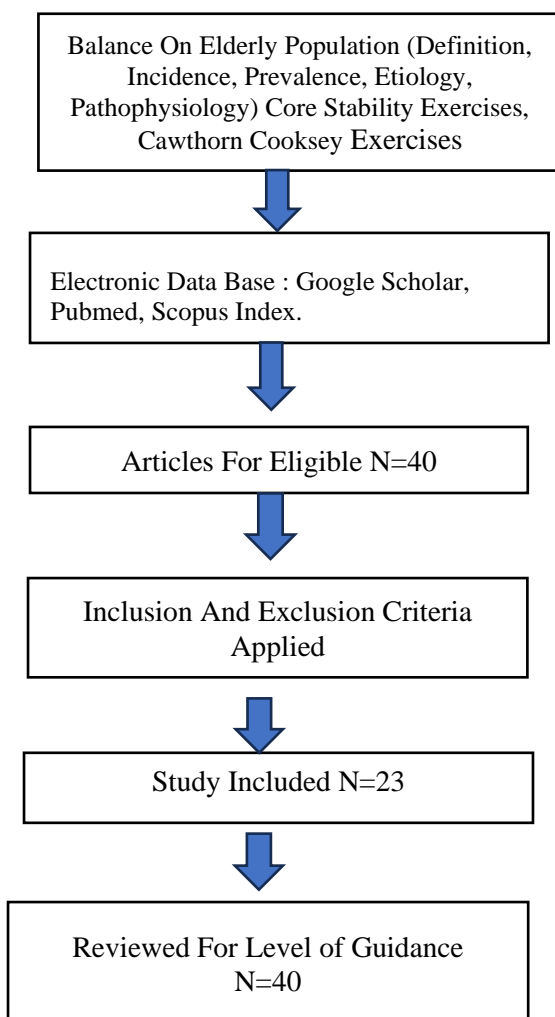 Balance On Elderly Population (Definition,
Incidence, Prevalence, Etiology,
Pathophysiology) Core Stability Exercises,
Cawthorn Cooksey Exercises
Electronic Data Base : Google Scholar,
Pubmed, Scopus Index.
Articles For Eligible N=40
Inclusion And Exclusion Criteria
Applied
Study Included N=23
Reviewed For Level of Guidance
N=40